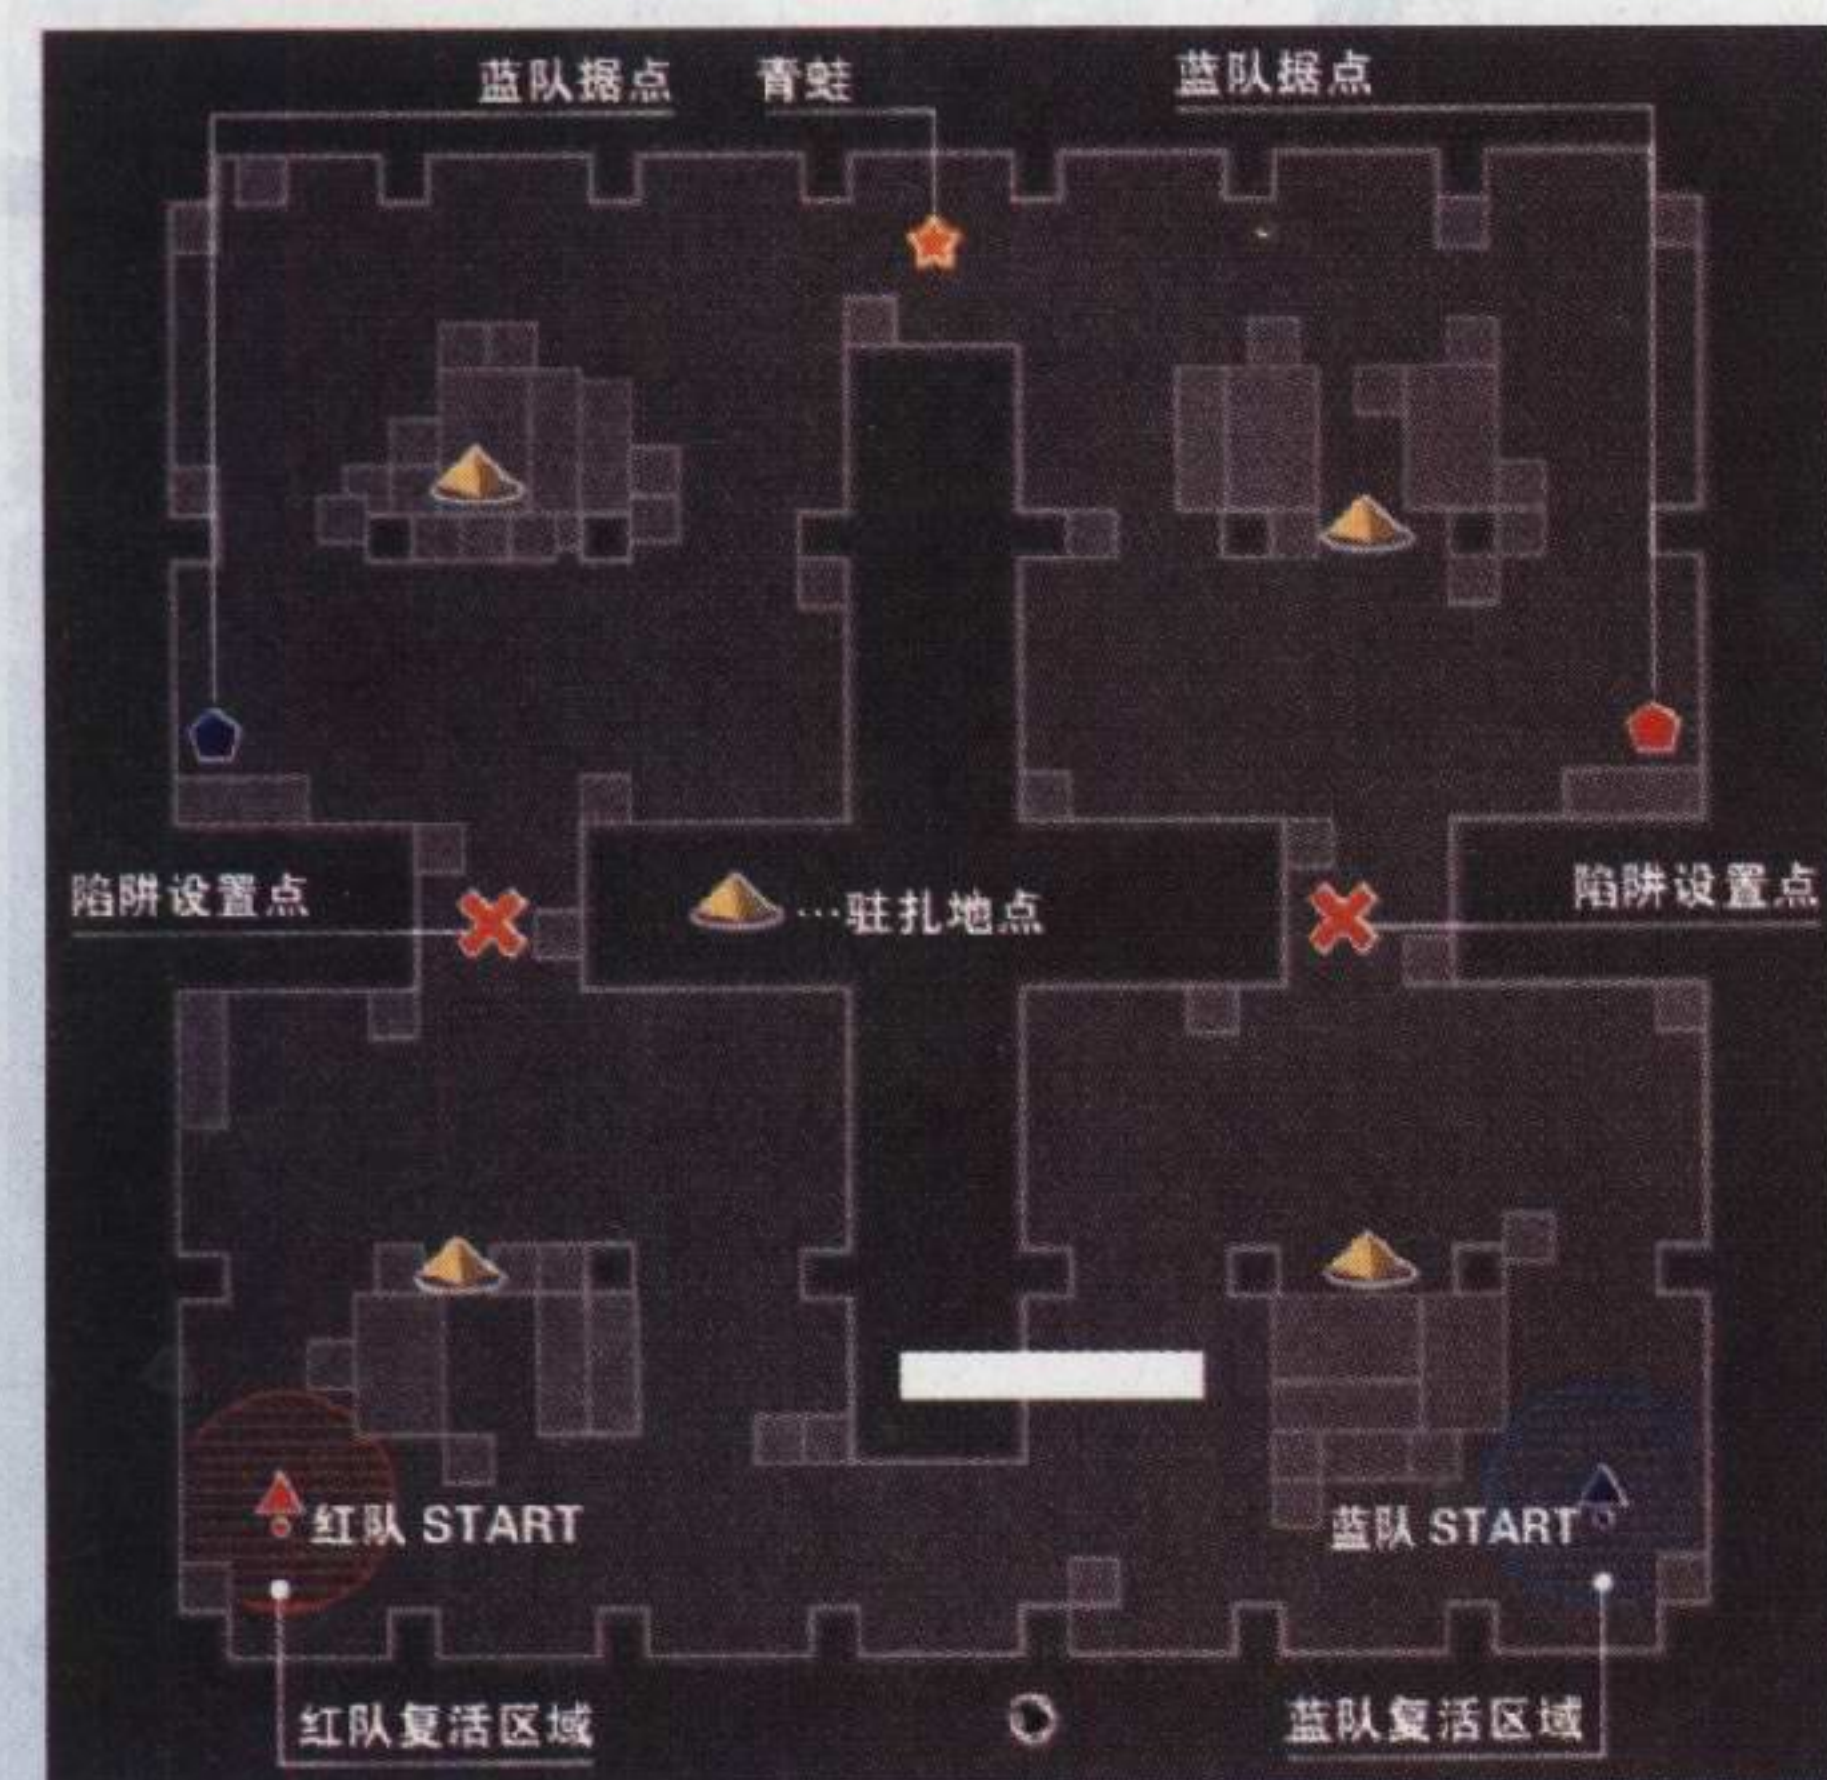 蓝队据点
青蛙
蓝队据点
陷阱设置点
…驻扎地点
陷阱设置点
红队 START
蓝队 START
红队复活区域
蓝队复活区域